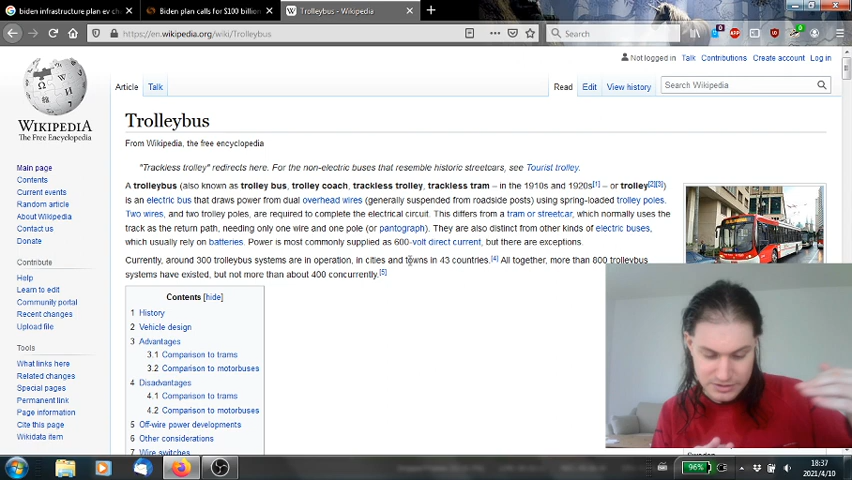 biden infrastructure plan ev ch
Biden plan calls for $100 billion
Trolleybus - Wikipedia
https://en.wikipedia.org/wiki/Trolleybus
Search
Not logged in Talk Contributions Create account Log in
Article Talk
Read Edit View history
Search Wikipedia
WIKIPEDIA
The Free Encyclopedia
Trolleybus
From Wikipedia, the free encyclopedia
"Trackless trolley" redirects here. For the non-electric buses that resemble historic streetcars, see Tourist trolley.
A trolleybus (also known as trolley bus, trolley coach, trackless trolley, trackless tram – in the 1910s and 1920s[1] – or trolley[2][3])
is an electric bus that draws power from dual overhead wires (generally suspended from roadside posts) using spring-loaded trolley poles.
Two wires, and two trolley poles, are required to complete the electrical circuit. This differs from a tram or streetcar, which normally uses the
track as the return path, needing only one wire and one pole (or pantograph). They are also distinct from other kinds of electric buses,
which usually rely on batteries. Power is most commonly supplied as 600-volt direct current, but there are exceptions.
Currently, around 300 trolleybus systems are in operation, in cities and towns in 43 countries.[4] All together, more than 800 trolleybus
systems have existed, but not more than about 400 concurrently.[5]
Main page
Contents
Current events
Random article
About Wikipedia
Contact us
Donate
Contribute
Help
Learn to edit
Community portal
Recent changes
Upload file
Tools
What links here
Related changes
Special pages
Permanent link
Page information
Cite this page
Wikidata item
Contents [hide]
1 History
2 Vehicle design
3 Advantages
3.1 Comparison to trams
3.2 Comparison to motorbuses
4 Disadvantages
4.1 Comparison to trams
4.2 Comparison to motorbuses
5 Off-wire power developments
6 Other considerations
7 Wire switches
96%
18:37
2021/4/10